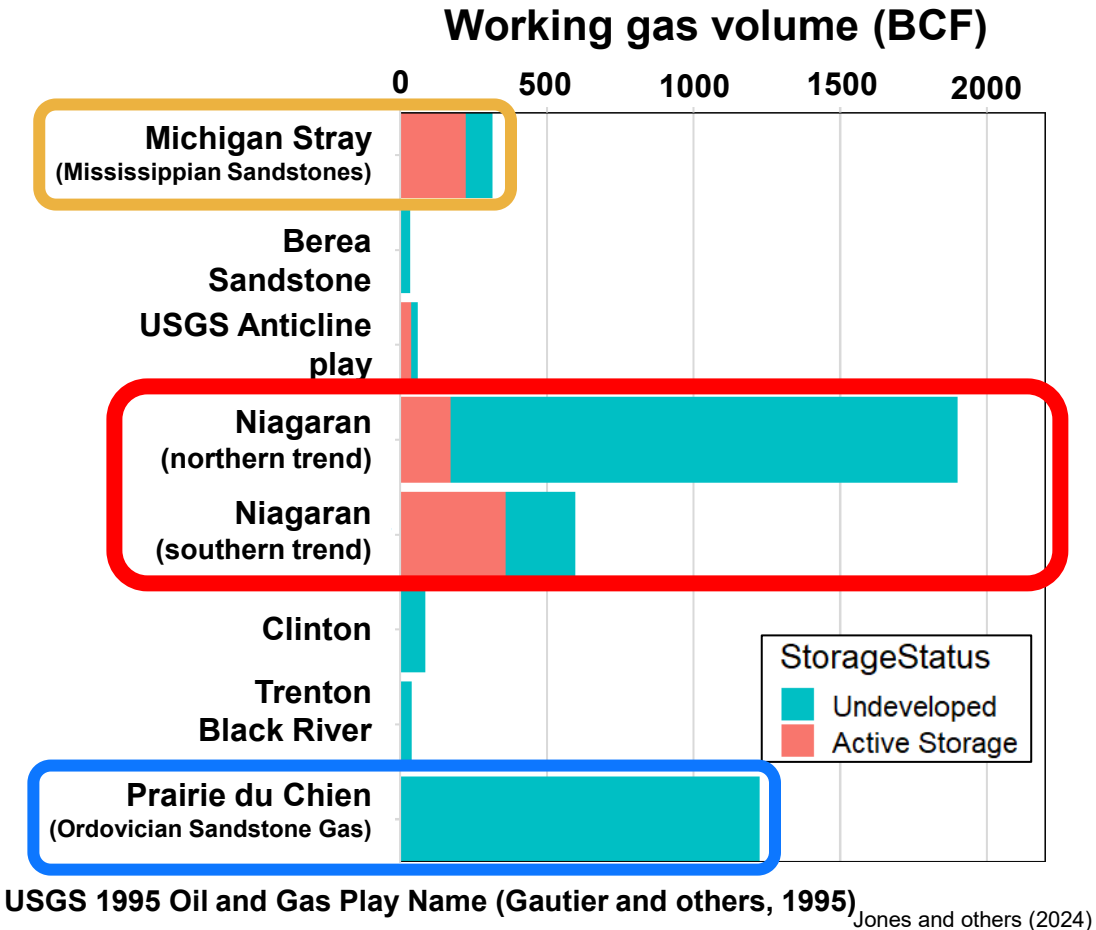 Working gas volume (BCF)
0 500 1000 1500 2000
Michigan Stray
(Mississippian Sandstones)
Berea
Sandstone
USGS Anticline
play
Niagaran
(northern trend)
Niagaran
(southern trend)
Clinton
Trenton
Black River
Prairie du Chien
(Ordovician Sandstone Gas)
StorageStatus
Undeveloped
Active Storage
USGS 1995 Oil and Gas Play Name (Gautier and others, 1995)
Jones and others (2024)